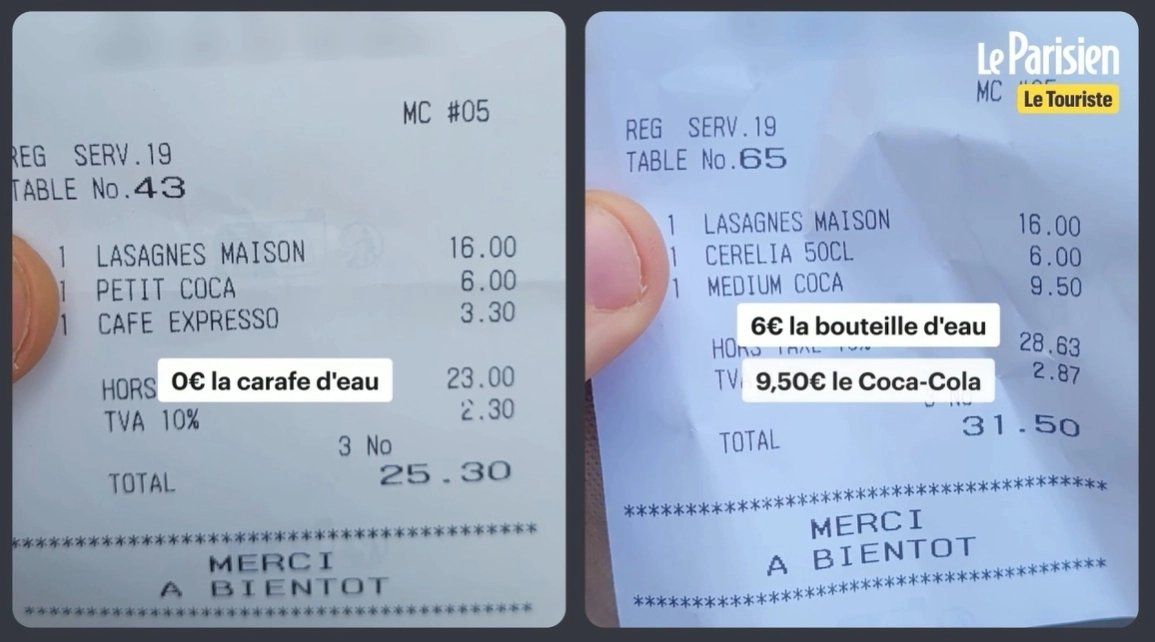 MC #05
REG SERV.19
TABLE No.43
1 LASAGNES MAISON 16.00
1 PETIT COCA 6.00
1 CAFE EXPRESSO 3.30
HORS 23.00
0€ la carafe d'eau
TVA 10% 2.30
3 No
TOTAL 25.30
MERCI
A BIENTOT
Le Parisien
Le Touriste
MC
REG SERV.19
TABLE No.65
1 LASAGNES MAISON 16.00
1 CERELIA 50CL 6.00
1 MEDIUM COCA 9.50
6€ la bouteille d'eau
HORS TAXE 10% 28.63
9,50€ le Coca-Cola
TV 2.87
TOTAL 31.50
MERCI
A BIENTOT